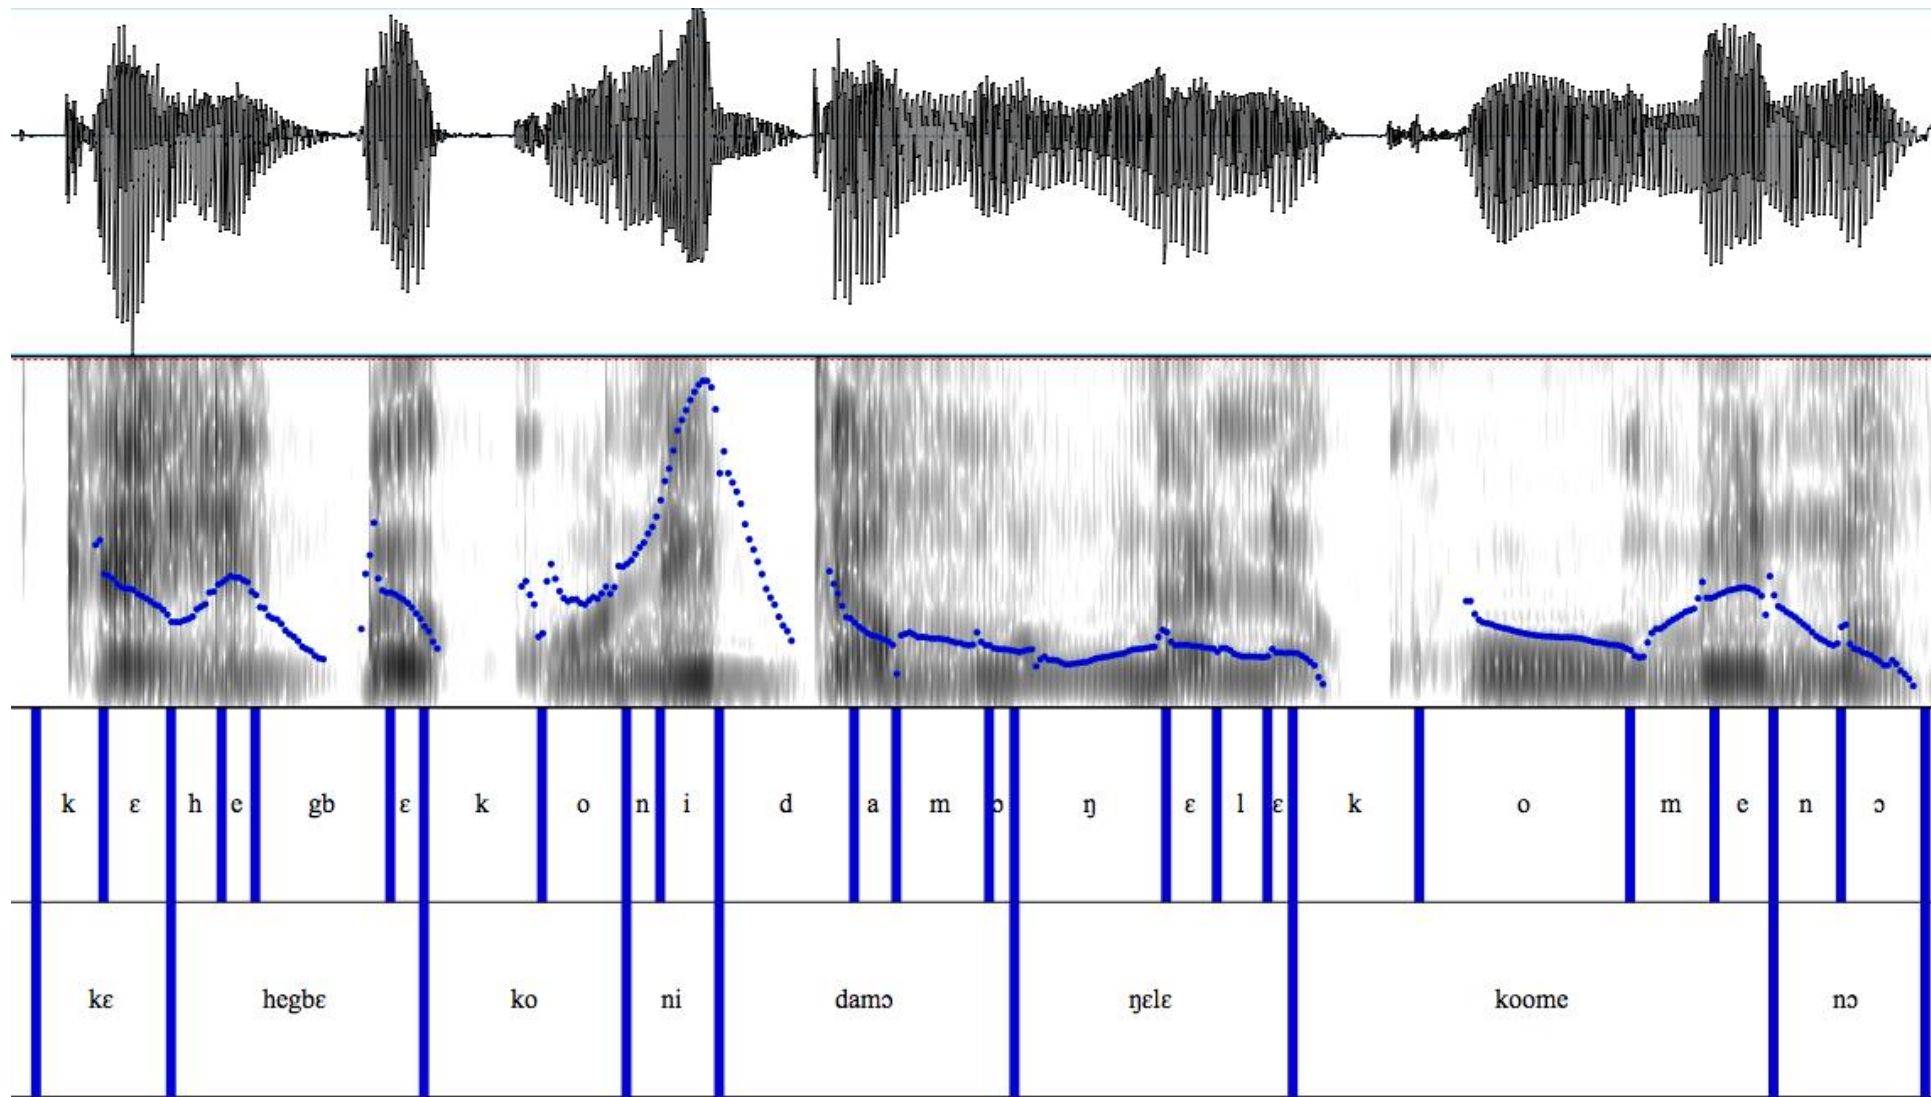 k ɛ h e gb ɛ k o n i d a m ɔ ŋ ɛ l ɛ k o m e n ɔ
kɛ hegbɛ ko ni damɔ ŋɛlɛ koome nɔ